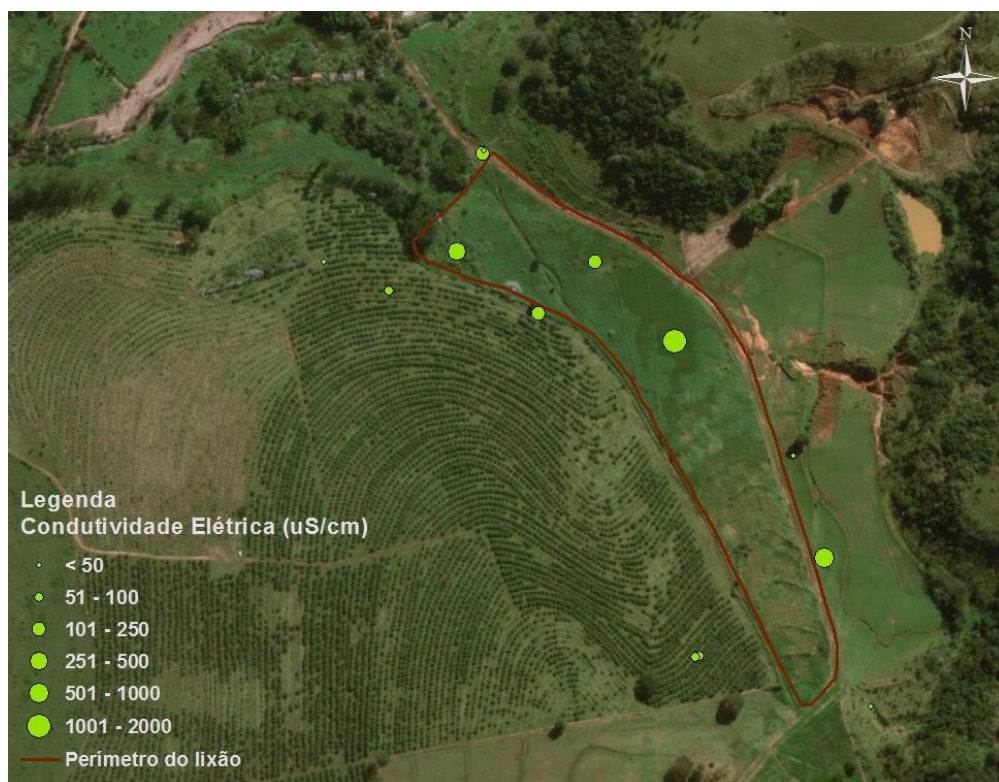 N
Legenda
Condutividade Elétrica (uS/cm)
< 50
51 - 100
101 - 250
251 - 500
501 - 1000
1001 - 2000
Perímetro do lixão